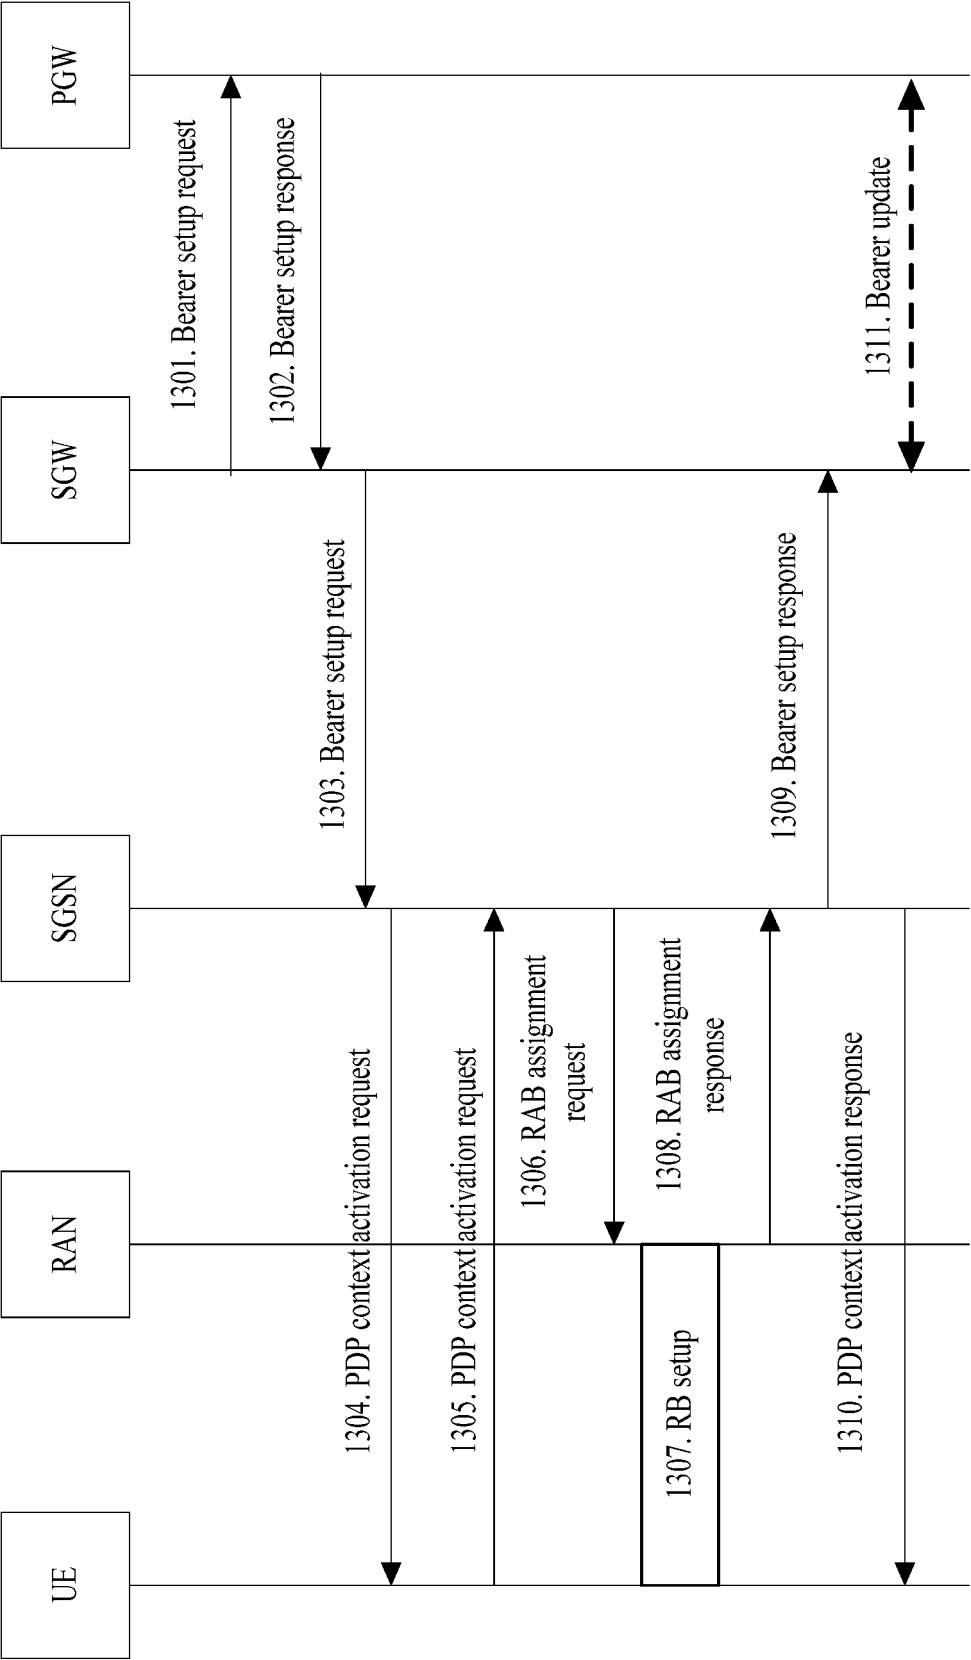 UE
RAN
SGSN
SGW
PGW
1301. Bearer setup request
1302. Bearer setup response
1303. Bearer setup request
1304. PDP context activation request
1305. PDP context activation request
1306. RAB assignment
request
1307. RB setup
1308. RAB assignment
response
1309. Bearer setup response
1310. PDP context activation response
1311. Bearer update